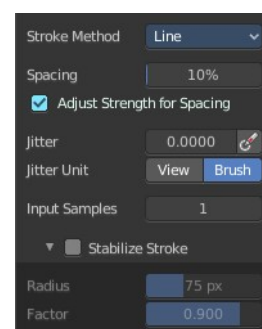 Stroke Method Line
Spacing 10%
Adjust Strength for Spacing
Jitter 0.0000
Jitter Unit View Brush
Input Samples 1
Stabilize Stroke
Radius 75 px
Factor 0.900